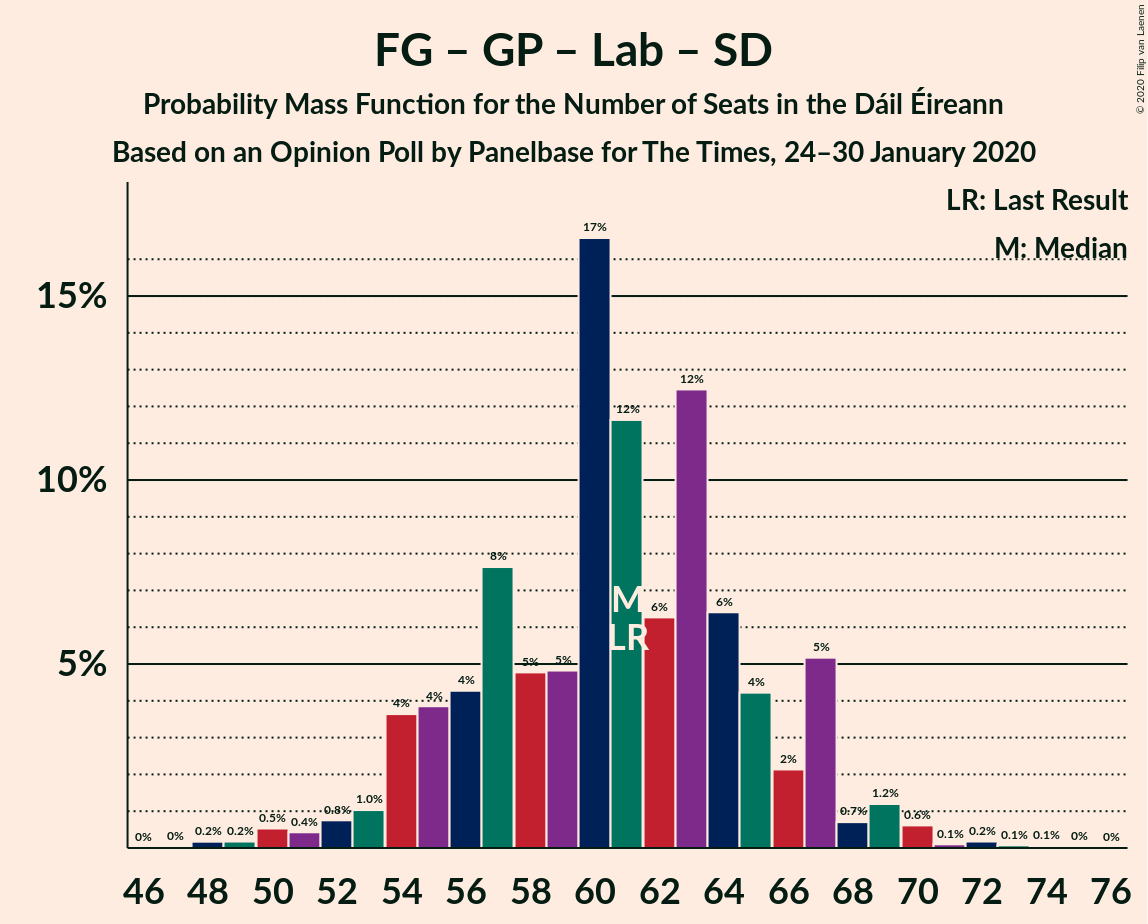 FG – GP – Lab – SD
Probability Mass Function for the Number of Seats in the Dáil Éireann
Based on an Opinion Poll by Panelbase for The Times, 24–30 January 2020
© 2020 Filip van Laenen
LR: Last Result
M: Median
15%
10%
5%
0% 0% 0.2% 0.2% 0.5% 0.4% 0.8% 1.0% 4% 4% 4% 8% 5% 5% 17% 12% 6% 12% 6% 4% 2% 5% 0.7% 1.2% 0.6% 0.1% 0.2% 0.1% 0.1% 0% 0%
M
LR
46 48 50 52 54 56 58 60 62 64 66 68 70 72 74 76